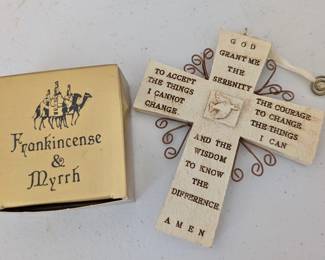 Frankincense
&
Myrrh
GOD
GRANT ME
THE
SERENITY
TO ACCEPT
THE THINGS
I CANNOT
CHANGE
THE COURAGE
TO CHANGE
THE THINGS
I CAN
AND THE
WISDOM
TO KNOW
THE
DIFFERENCE
AMEN